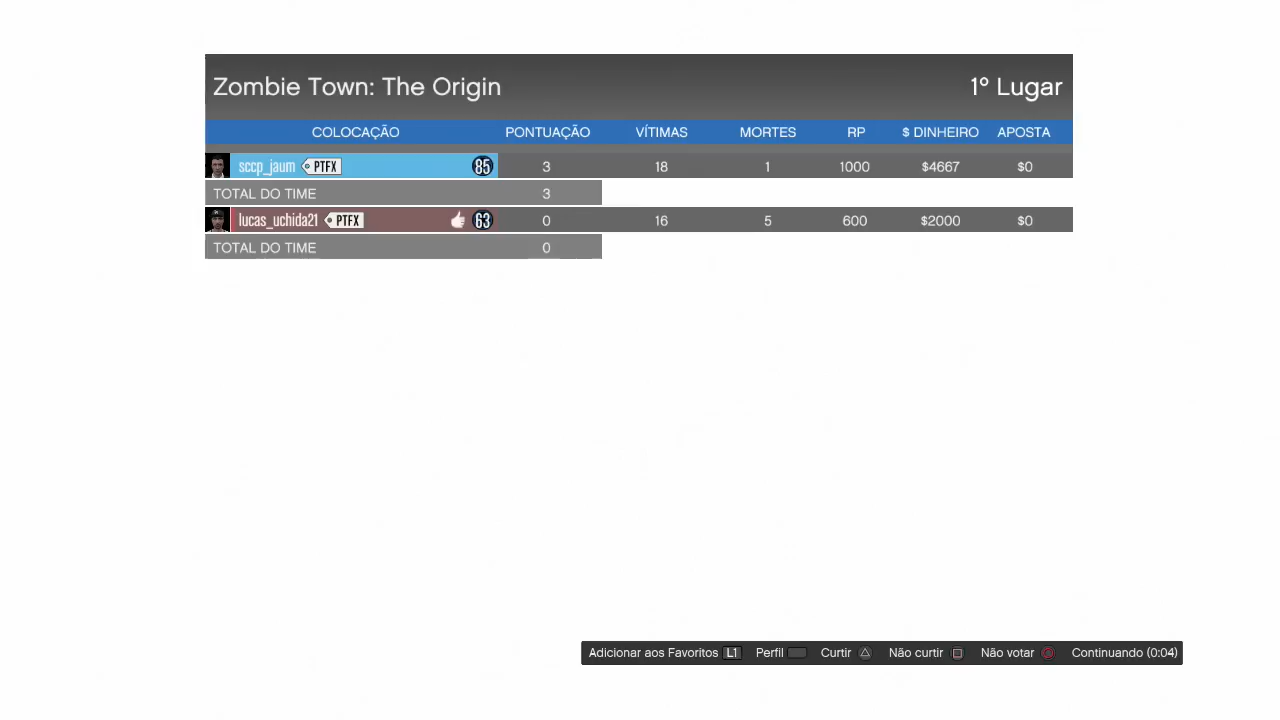 Zombie Town: The Origin 1º Lugar
COLOCAÇÃO PONTUAÇÃO VÍTIMAS MORTES RP $ DINHEIRO APOSTA
sccp_jaum PTFX 85 3 18 1 1000 $4667 $0
TOTAL DO TIME 3
lucas_uchida21 PTFX 63 0 16 5 600 $2000 $0
TOTAL DO TIME 0
Adicionar aos Favoritos L1 Perfil Curtir Não curtir Não votar Continuando (0:04)